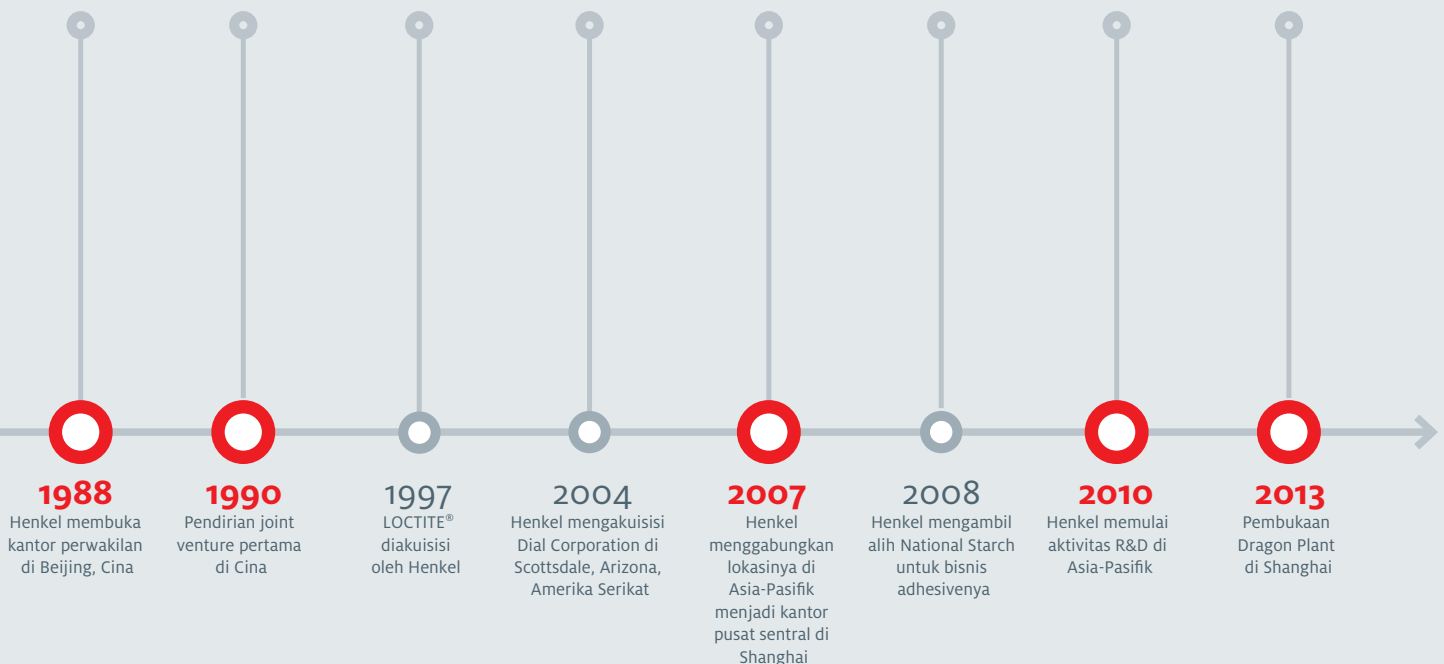 1988
Henkel membuka
kantor perwakilan
di Beijing, Cina
1990
Pendirian joint
venture pertama
di Cina
1997
LOCTITE®
diakuisisi
oleh Henkel
2004
Henkel mengakuisisi
Dial Corporation di
Scottsdale, Arizona,
Amerika Serikat
2007
Henkel
menggabungkan
lokasinya di
Asia-Pasifik
menjadi kantor
pusat sentral di
Shanghai
2008
Henkel mengambil
alih National Starch
untuk bisnis
adhesivenya
2010
Henkel memulai
aktivitas R&D di
Asia-Pasifik
2013
Pembukaan
Dragon Plant
di Shanghai